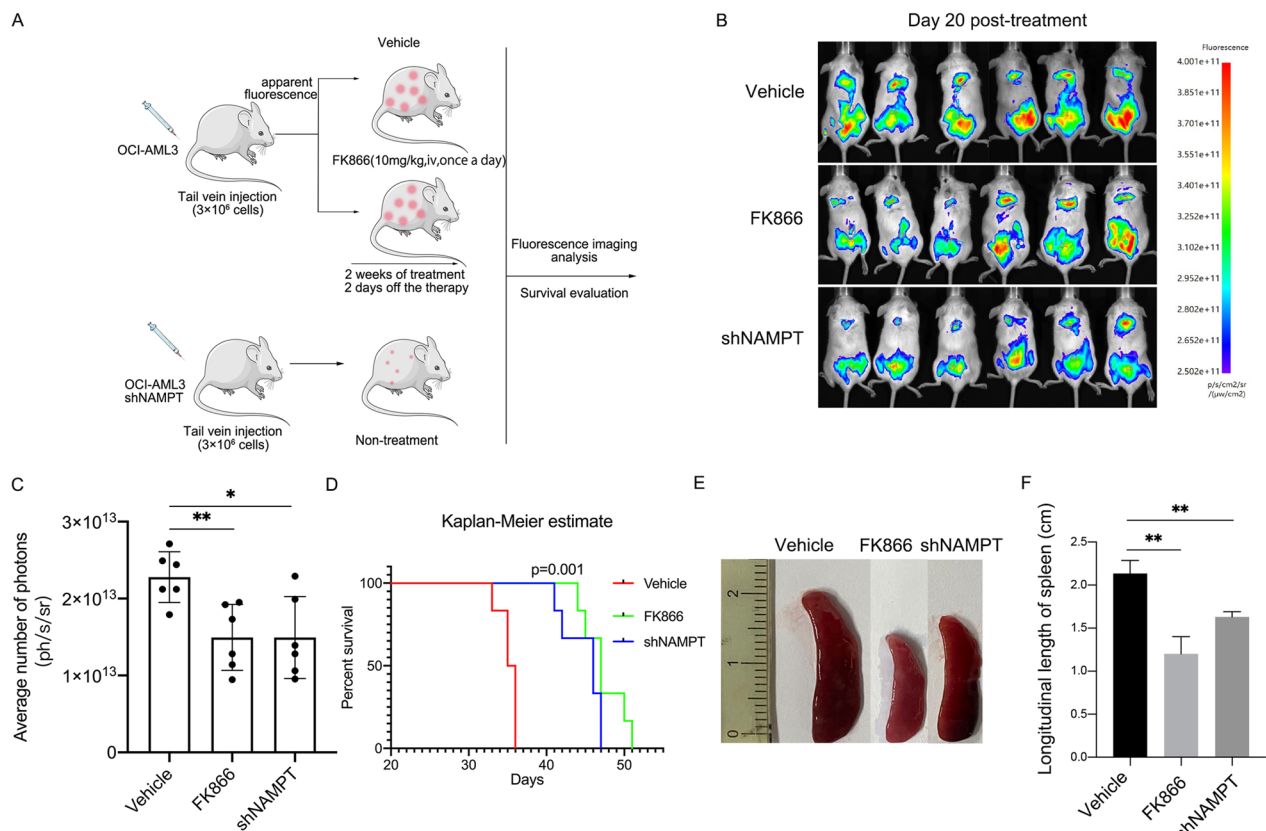 A
Vehicle
apparent
fluorescence
OCI-AML3
FK866(10mg/kg,iv,once a day)
Tail vein injection
(3×10⁶ cells)
2 weeks of treatment
2 days off the therapy
Fluorescence imaging
analysis
Survival evaluation
OCI-AML3
shNAMPT
Tail vein injection
(3×10⁶ cells)
Non-treatment
B
Day 20 post-treatment
Vehicle
FK866
shNAMPT
Fluorescence
4.001e+11
3.851e+11
3.701e+11
3.551e+11
3.401e+11
3.252e+11
3.102e+11
2.952e+11
2.802e+11
2.652e+11
2.502e+11
p/s/cm2/sr
/(μw/cm2)
C
Average number of photons
(ph/s/s/sr)
3×10¹³
2×10¹³
1×10¹³
0
*
**
Vehicle
FK866
shNAMPT
D
Kaplan-Meier estimate
p=0.001
Percent survival
100
50
0
20 30 40 50
Days
Vehicle
FK866
shNAMPT
E
Vehicle FK866 shNAMPT
2
1
0
F
Longitudinal length of spleen (cm)
2.5
2.0
1.5
1.0
0.5
0.0
**
**
Vehicle
FK866
shNAMPT